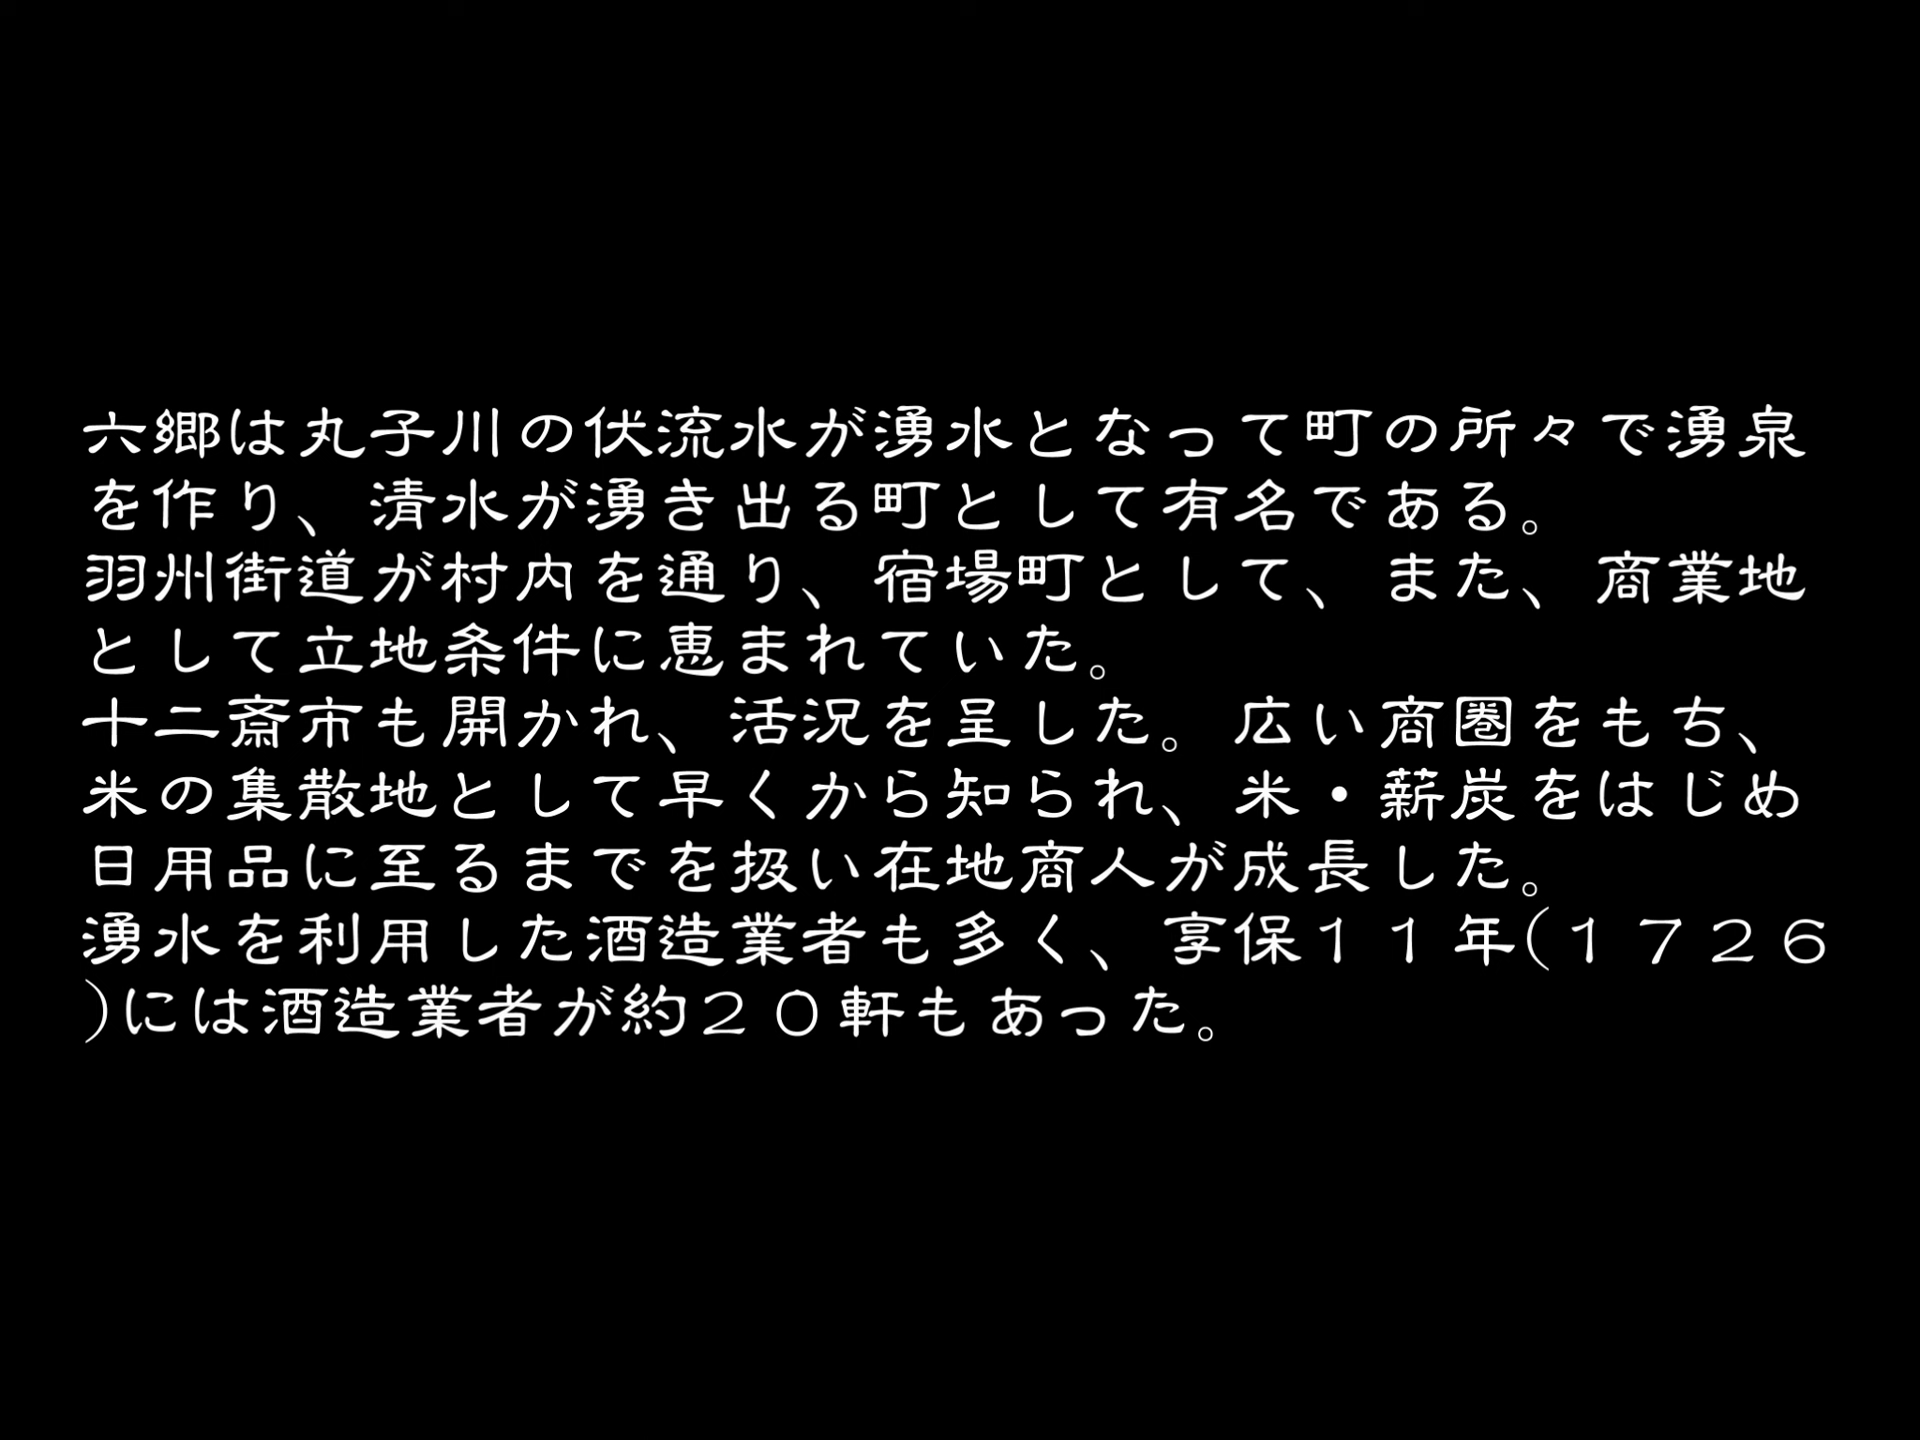 六郷は丸子川の伏流水が湧水となって町の所々で湧泉
を作り、清水が湧き出る町として有名である。
羽州街道が村内を通り、宿場町として、また、商業地
として立地条件に恵まれていた。
十二斎市も開かれ、活況を呈した。広い商圏をもち、
米の集散地として早くから知られ、米・薪炭をはじめ
日用品に至るまでを扱い在地商人が成長した。
湧水を利用した酒造業者も多く、享保１１年(１７２６
)には酒造業者が約２０軒もあった。